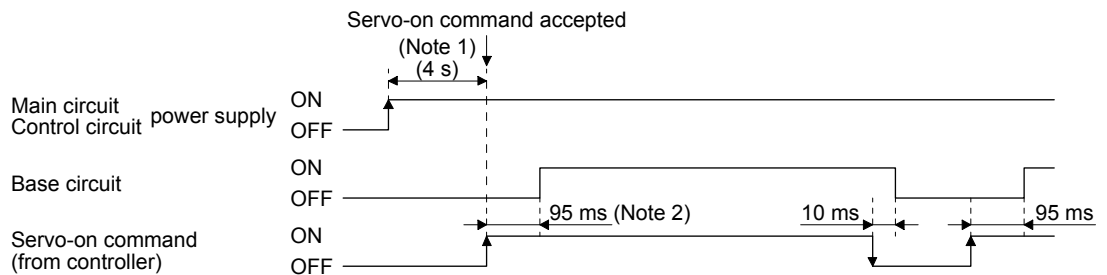 Servo-on command accepted
(Note 1)
(4 s)
Main circuit
Control circuit
power supply
ON
OFF
Base circuit
ON
OFF
95 ms (Note 2)
10 ms
95 ms
Servo-on command
(from controller)
ON
OFF